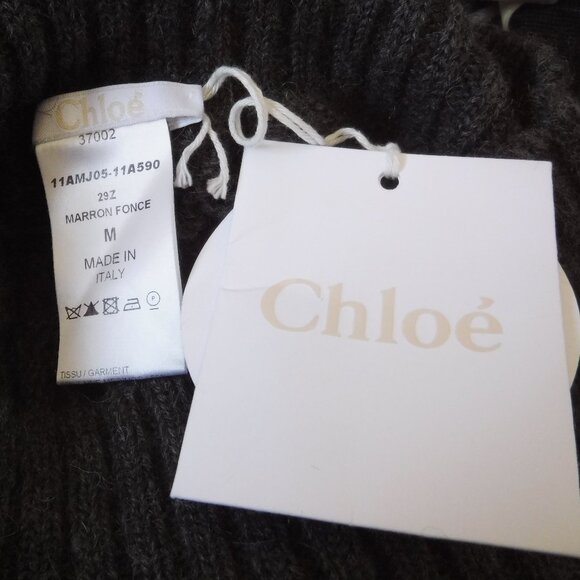 Chloé
37002
11AMJ05-11A590
29Z
MARRON FONCE
M
MADE IN
ITALY
P
TISSU / GARMENT
Chloé